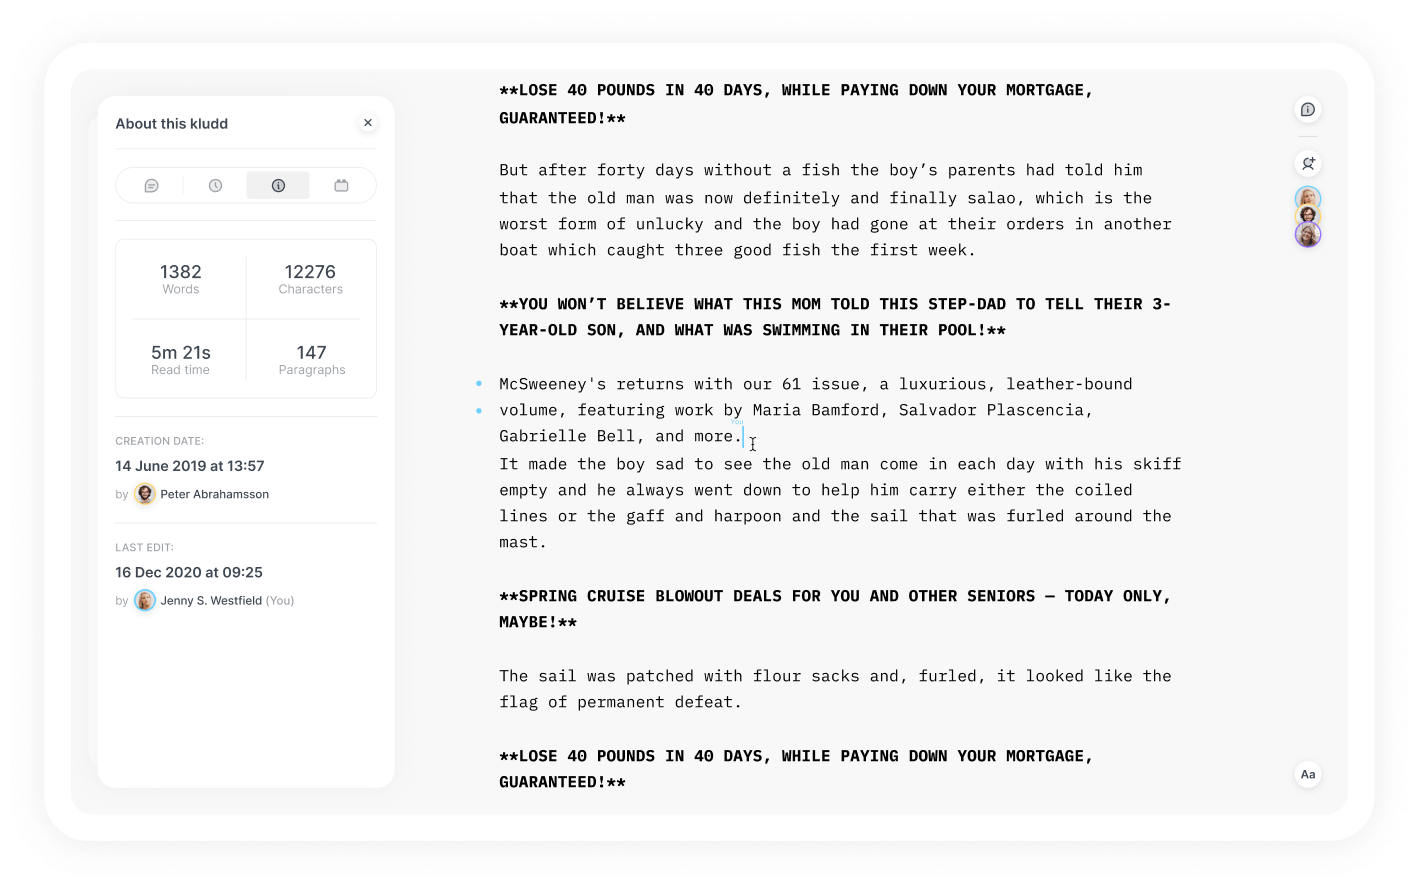 About this kludd
1382
Words
12276
Characters
5m 21s
Read time
147
Paragraphs
CREATION DATE:
14 June 2019 at 13:57
by Peter Abrahamsson
LAST EDIT:
16 Dec 2020 at 09:25
by Jenny S. Westfield (You)
**LOSE 40 POUNDS IN 40 DAYS, WHILE PAYING DOWN YOUR MORTGAGE,
GUARANTEED!**
But after forty days without a fish the boy’s parents had told him
that the old man was now definitely and finally salao, which is the
worst form of unlucky and the boy had gone at their orders in another
boat which caught three good fish the first week.
**YOU WON’T BELIEVE WHAT THIS MOM TOLD THIS STEP-DAD TO TELL THEIR 3-
YEAR-OLD SON, AND WHAT WAS SWIMMING IN THEIR POOL!**
McSweeney's returns with our 61 issue, a luxurious, leather-bound
volume, featuring work by Maria Bamford, Salvador Plascencia,
You
Gabrielle Bell, and more.
It made the boy sad to see the old man come in each day with his skiff
empty and he always went down to help him carry either the coiled
lines or the gaff and harpoon and the sail that was furled around the
mast.
**SPRING CRUISE BLOWOUT DEALS FOR YOU AND OTHER SENIORS — TODAY ONLY,
MAYBE!**
The sail was patched with flour sacks and, furled, it looked like the
flag of permanent defeat.
**LOSE 40 POUNDS IN 40 DAYS, WHILE PAYING DOWN YOUR MORTGAGE,
GUARANTEED!**
Aa